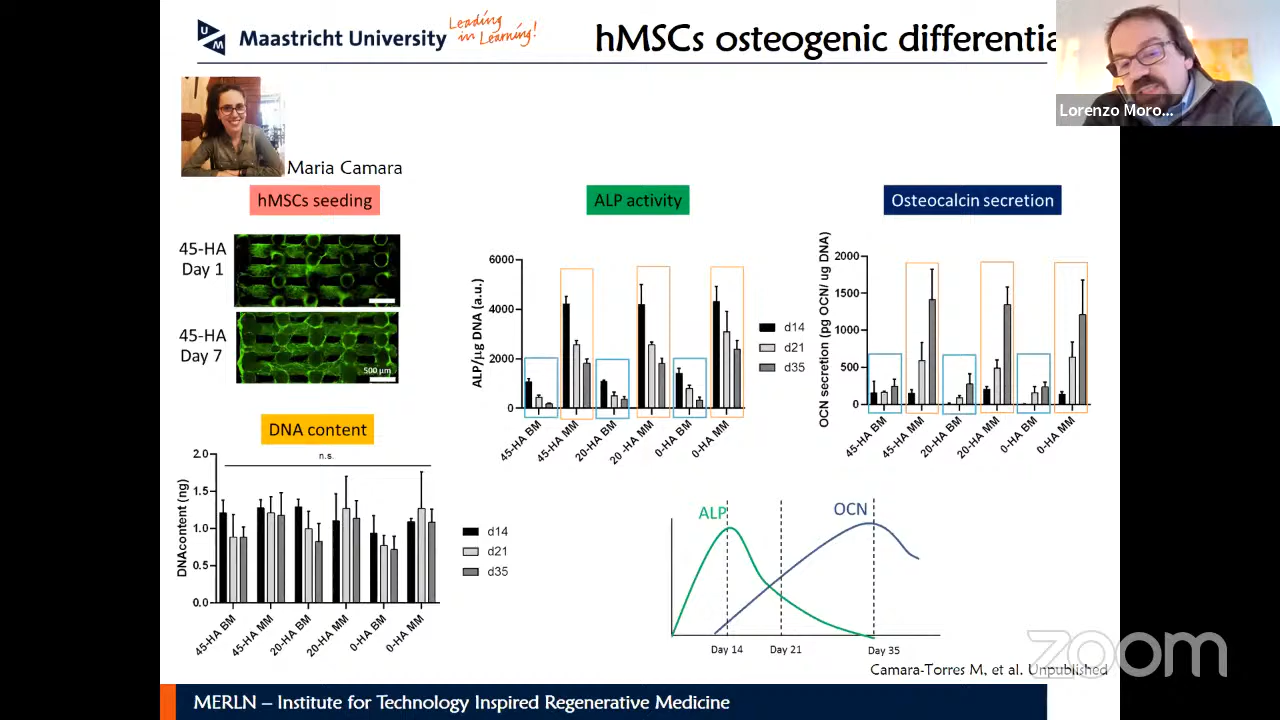 UM
Maastricht University
Leading
in Learning!
hMSCs osteogenic differentia
Lorenzo Moro...
Maria Camara
hMSCs seeding
45-HA
Day 1
45-HA
Day 7
500 µm
ALP activity
ALP/µg DNA (a.u.)
6000
4000
2000
0
45-HA BM
45-HA MM
20-HA BM
20 -HA MM
0-HA BM
0-HA MM
d14
d21
d35
Osteocalcin secretion
OCN secretion (pg OCN/ ug DNA)
2000
1500
1000
500
0
45-HA BM
45-HA MM
20-HA BM
20-HA MM
0-HA BM
0-HA MM
DNA content
n.s.
DNAcontent (ng)
2.0
1.5
1.0
0.5
0.0
45-HA BM
45-HA MM
20-HA BM
20-HA MM
0-HA BM
0-HA MM
d14
d21
d35
ALP
OCN
Day 14
Day 21
Day 35
Camara-Torres M, et al. Unpublished
zoom
MERLN – Institute for Technology Inspired Regenerative Medicine